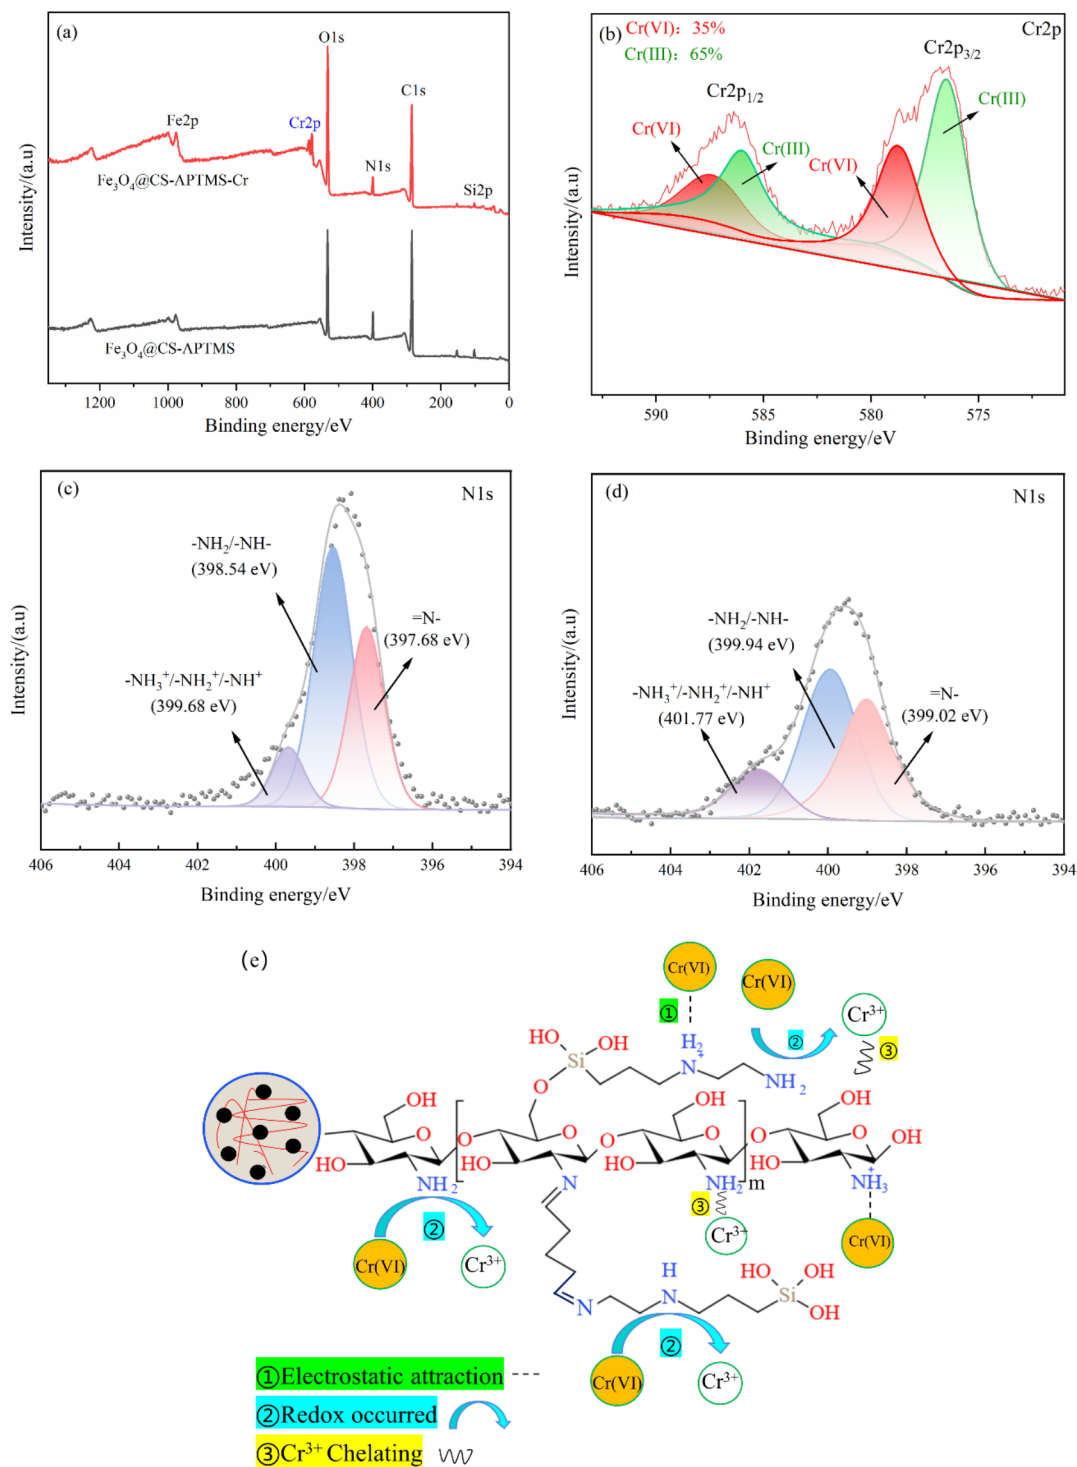 (a)
O1s
C1s
Fe2p
Cr2p
N1s
Si2p
Fe₃O₄@CS-APTMS-Cr
Fe₃O₄@CS-APTMS
Intensity/(a.u)
1200 1000 800 600 400 200 0
Binding energy/eV
(b)
Cr(VI): 35%
Cr(III): 65%
Cr2p
Cr2p₃/₂
Cr2p₁/₂
Cr(III)
Cr(VI)
Cr(III)
Cr(VI)
Intensity/(a.u)
590 585 580 575
Binding energy/eV
(c)
N1s
-NH₂/-NH-
(398.54 eV)
=N-
(397.68 eV)
-NH₃⁺/-NH₂⁺/-NH⁺
(399.68 eV)
Intensity/(a.u)
406 404 402 400 398 396 394
Binding energy/eV
(d)
N1s
-NH₂/-NH-
(399.94 eV)
-NH₃⁺/-NH₂⁺/-NH⁺
(401.77 eV)
=N-
(399.02 eV)
Intensity/(a.u)
406 404 402 400 398 396 394
Binding energy/eV
(e)
Cr(VI)
Cr(VI)
① Cr³⁺
HO OH H₂ ② ③
Si N⁺ NH₂
O
OH OH OH
O O O O O O O OH
HO HO HO HO
NH₂ N NH₂ m NH₃⁺
② ③
Cr(VI) Cr³⁺ Cr³⁺ Cr(VI)
H HO OH
N N Si
OH
②
Cr(VI) Cr³⁺
①Electrostatic attraction ----
②Redox occurred
③Cr³⁺ Chelating